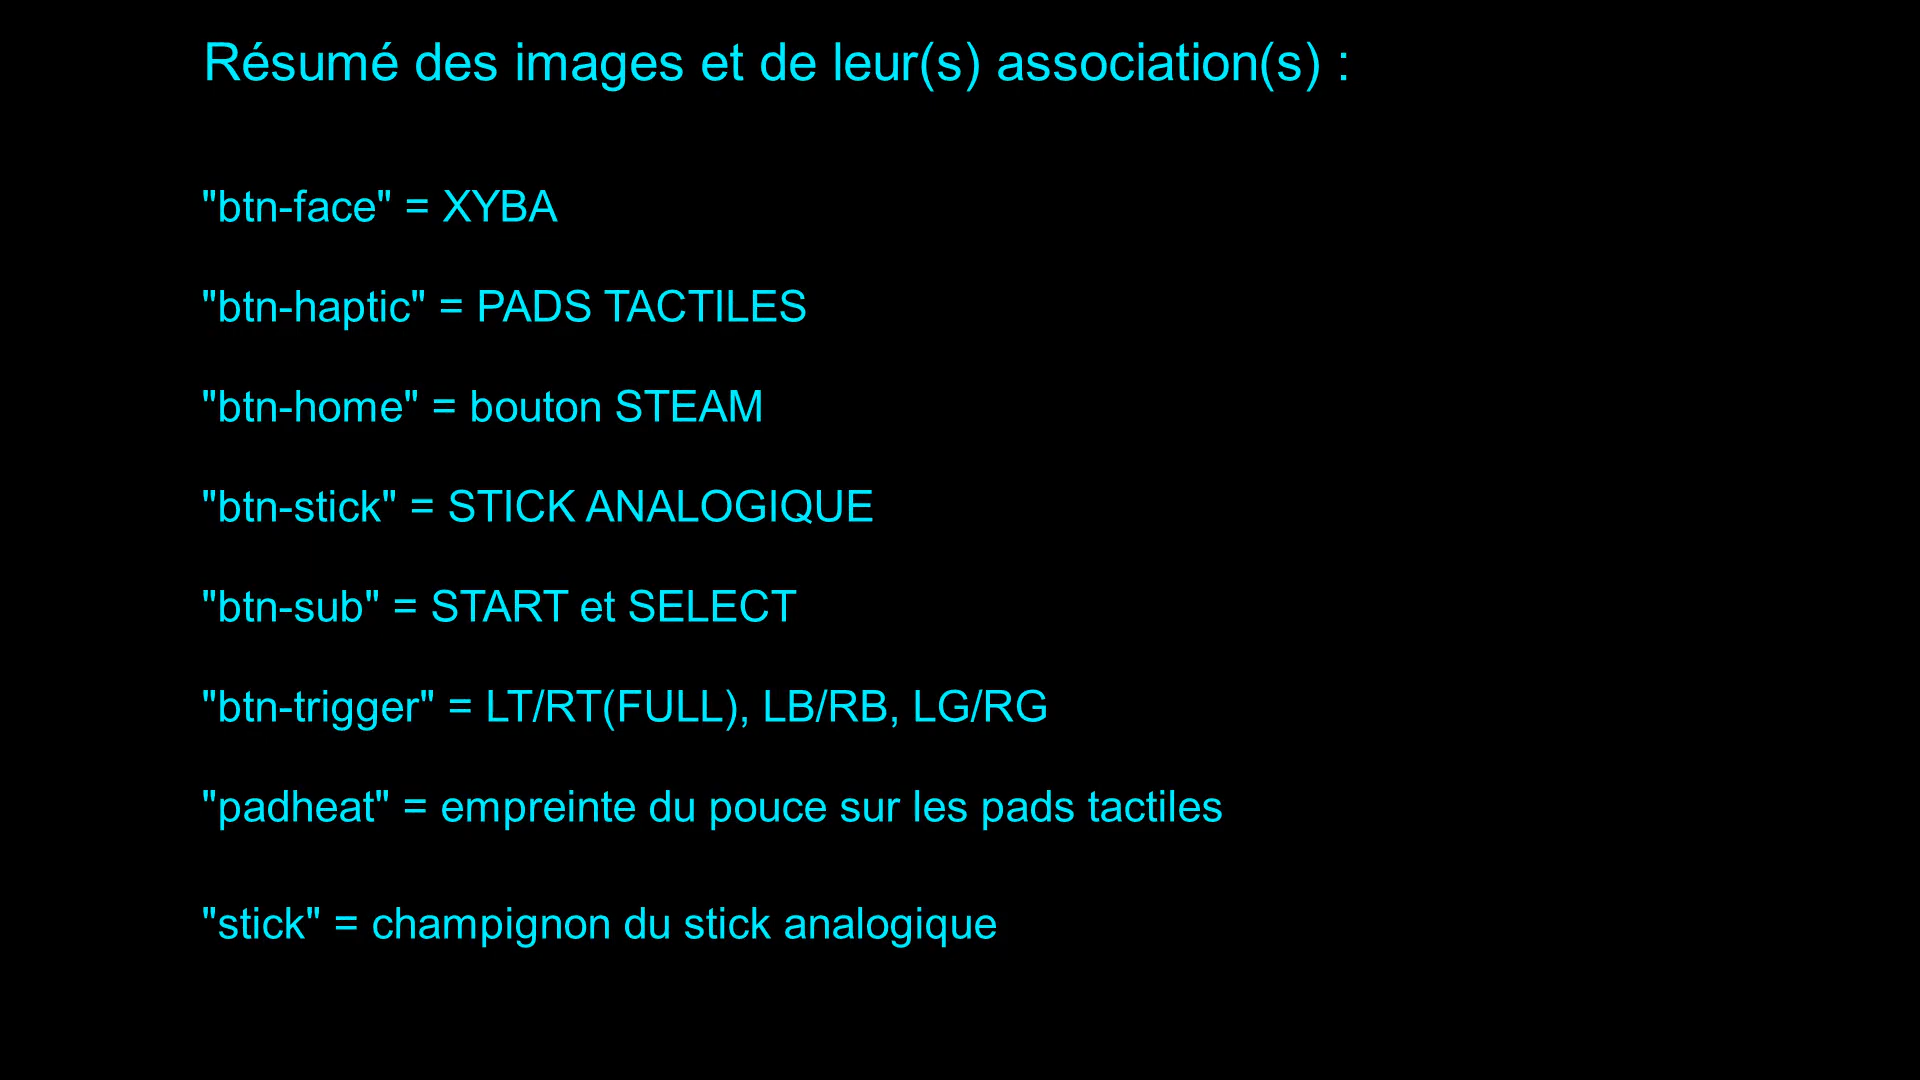 Résumé des images et de leur(s) association(s) :
"btn-face" = XYBA
"btn-haptic" = PADS TACTILES
"btn-home" = bouton STEAM
"btn-stick" = STICK ANALOGIQUE
"btn-sub" = START et SELECT
"btn-trigger" = LT/RT(FULL), LB/RB, LG/RG
"padheat" = empreinte du pouce sur les pads tactiles
"stick" = champignon du stick analogique